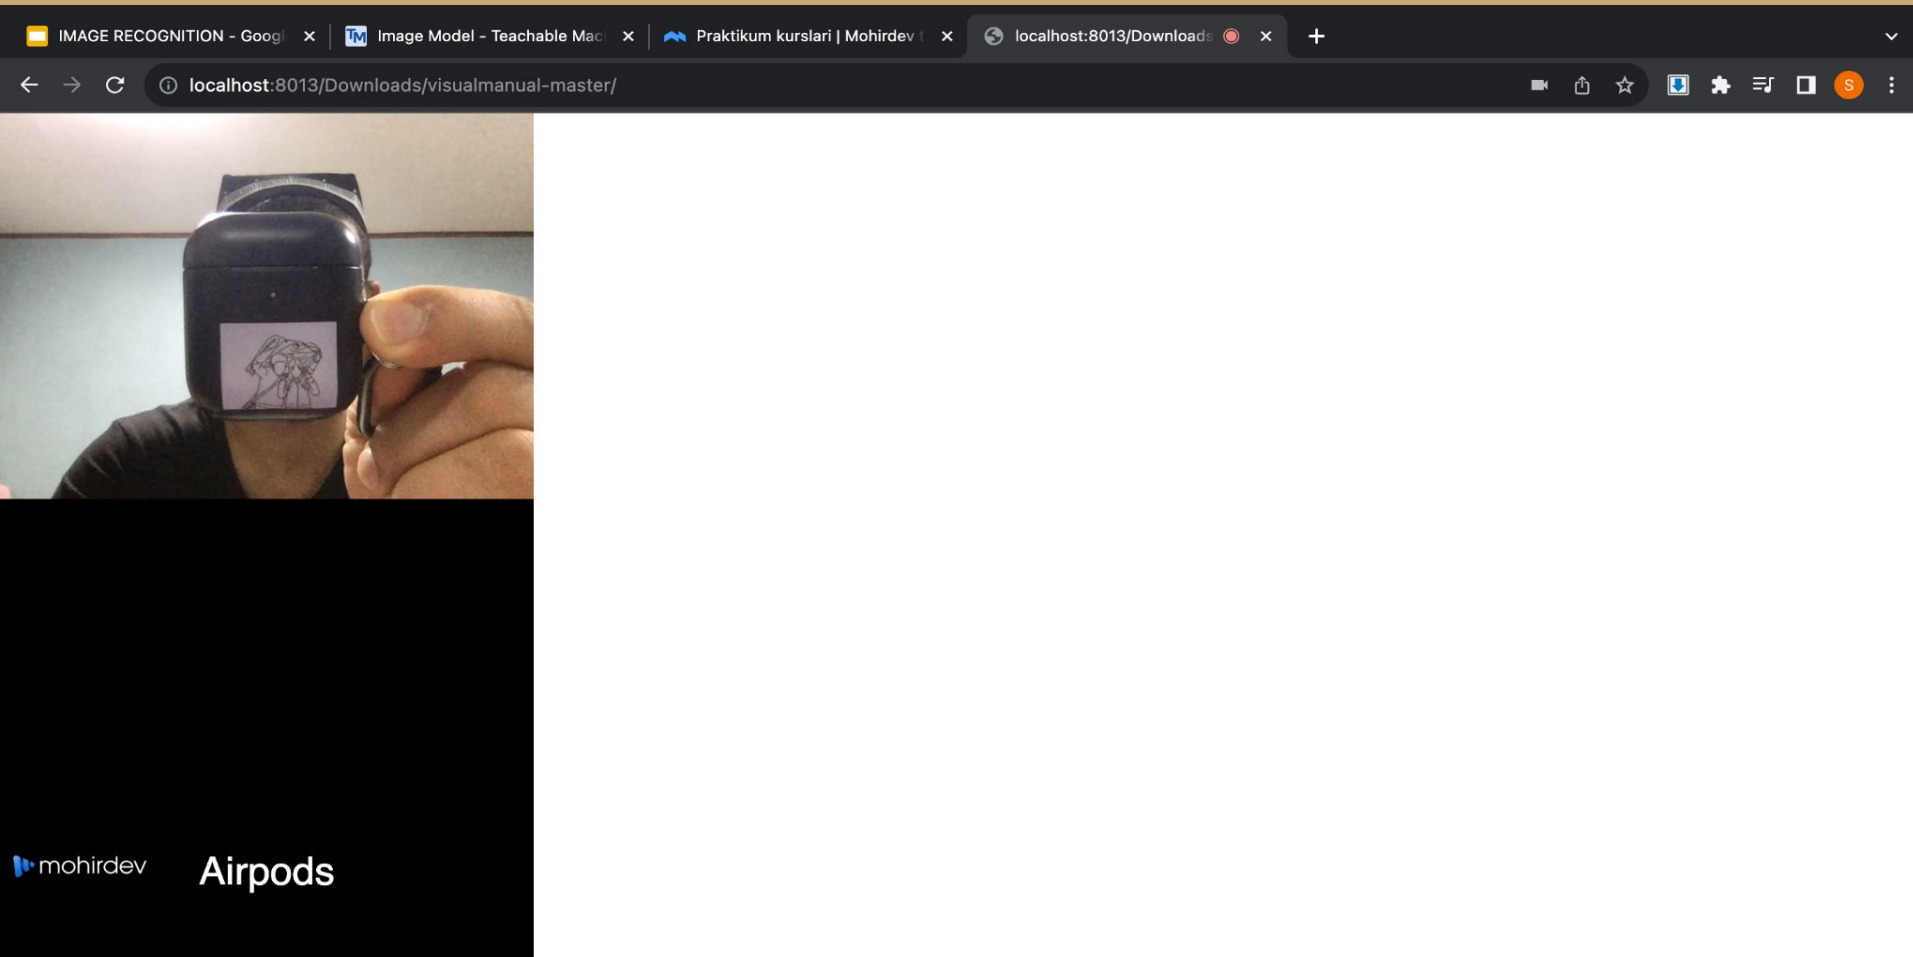 IMAGE RECOGNITION - Googl
Image Model - Teachable Mac
Praktikum kurslari | Mohirdev t
localhost:8013/Downloads
localhost:8013/Downloads/visualmanual-master/
S
mohirdev
Airpods